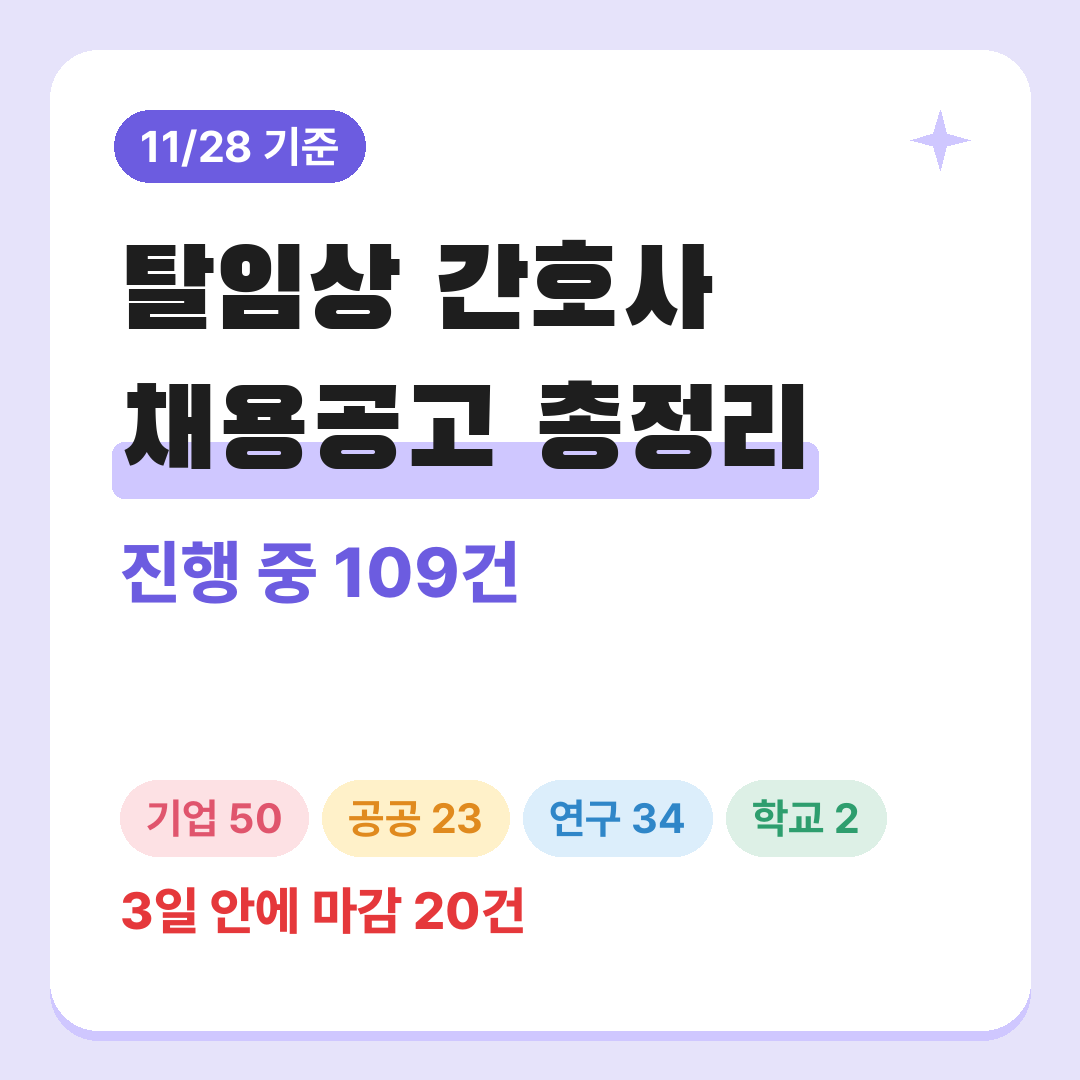 11/28 기준
탈임상 간호사
채용공고 총정리
진행 중 109건
기업 50 공공 23 연구 34 학교 2
3일 안에 마감 20건